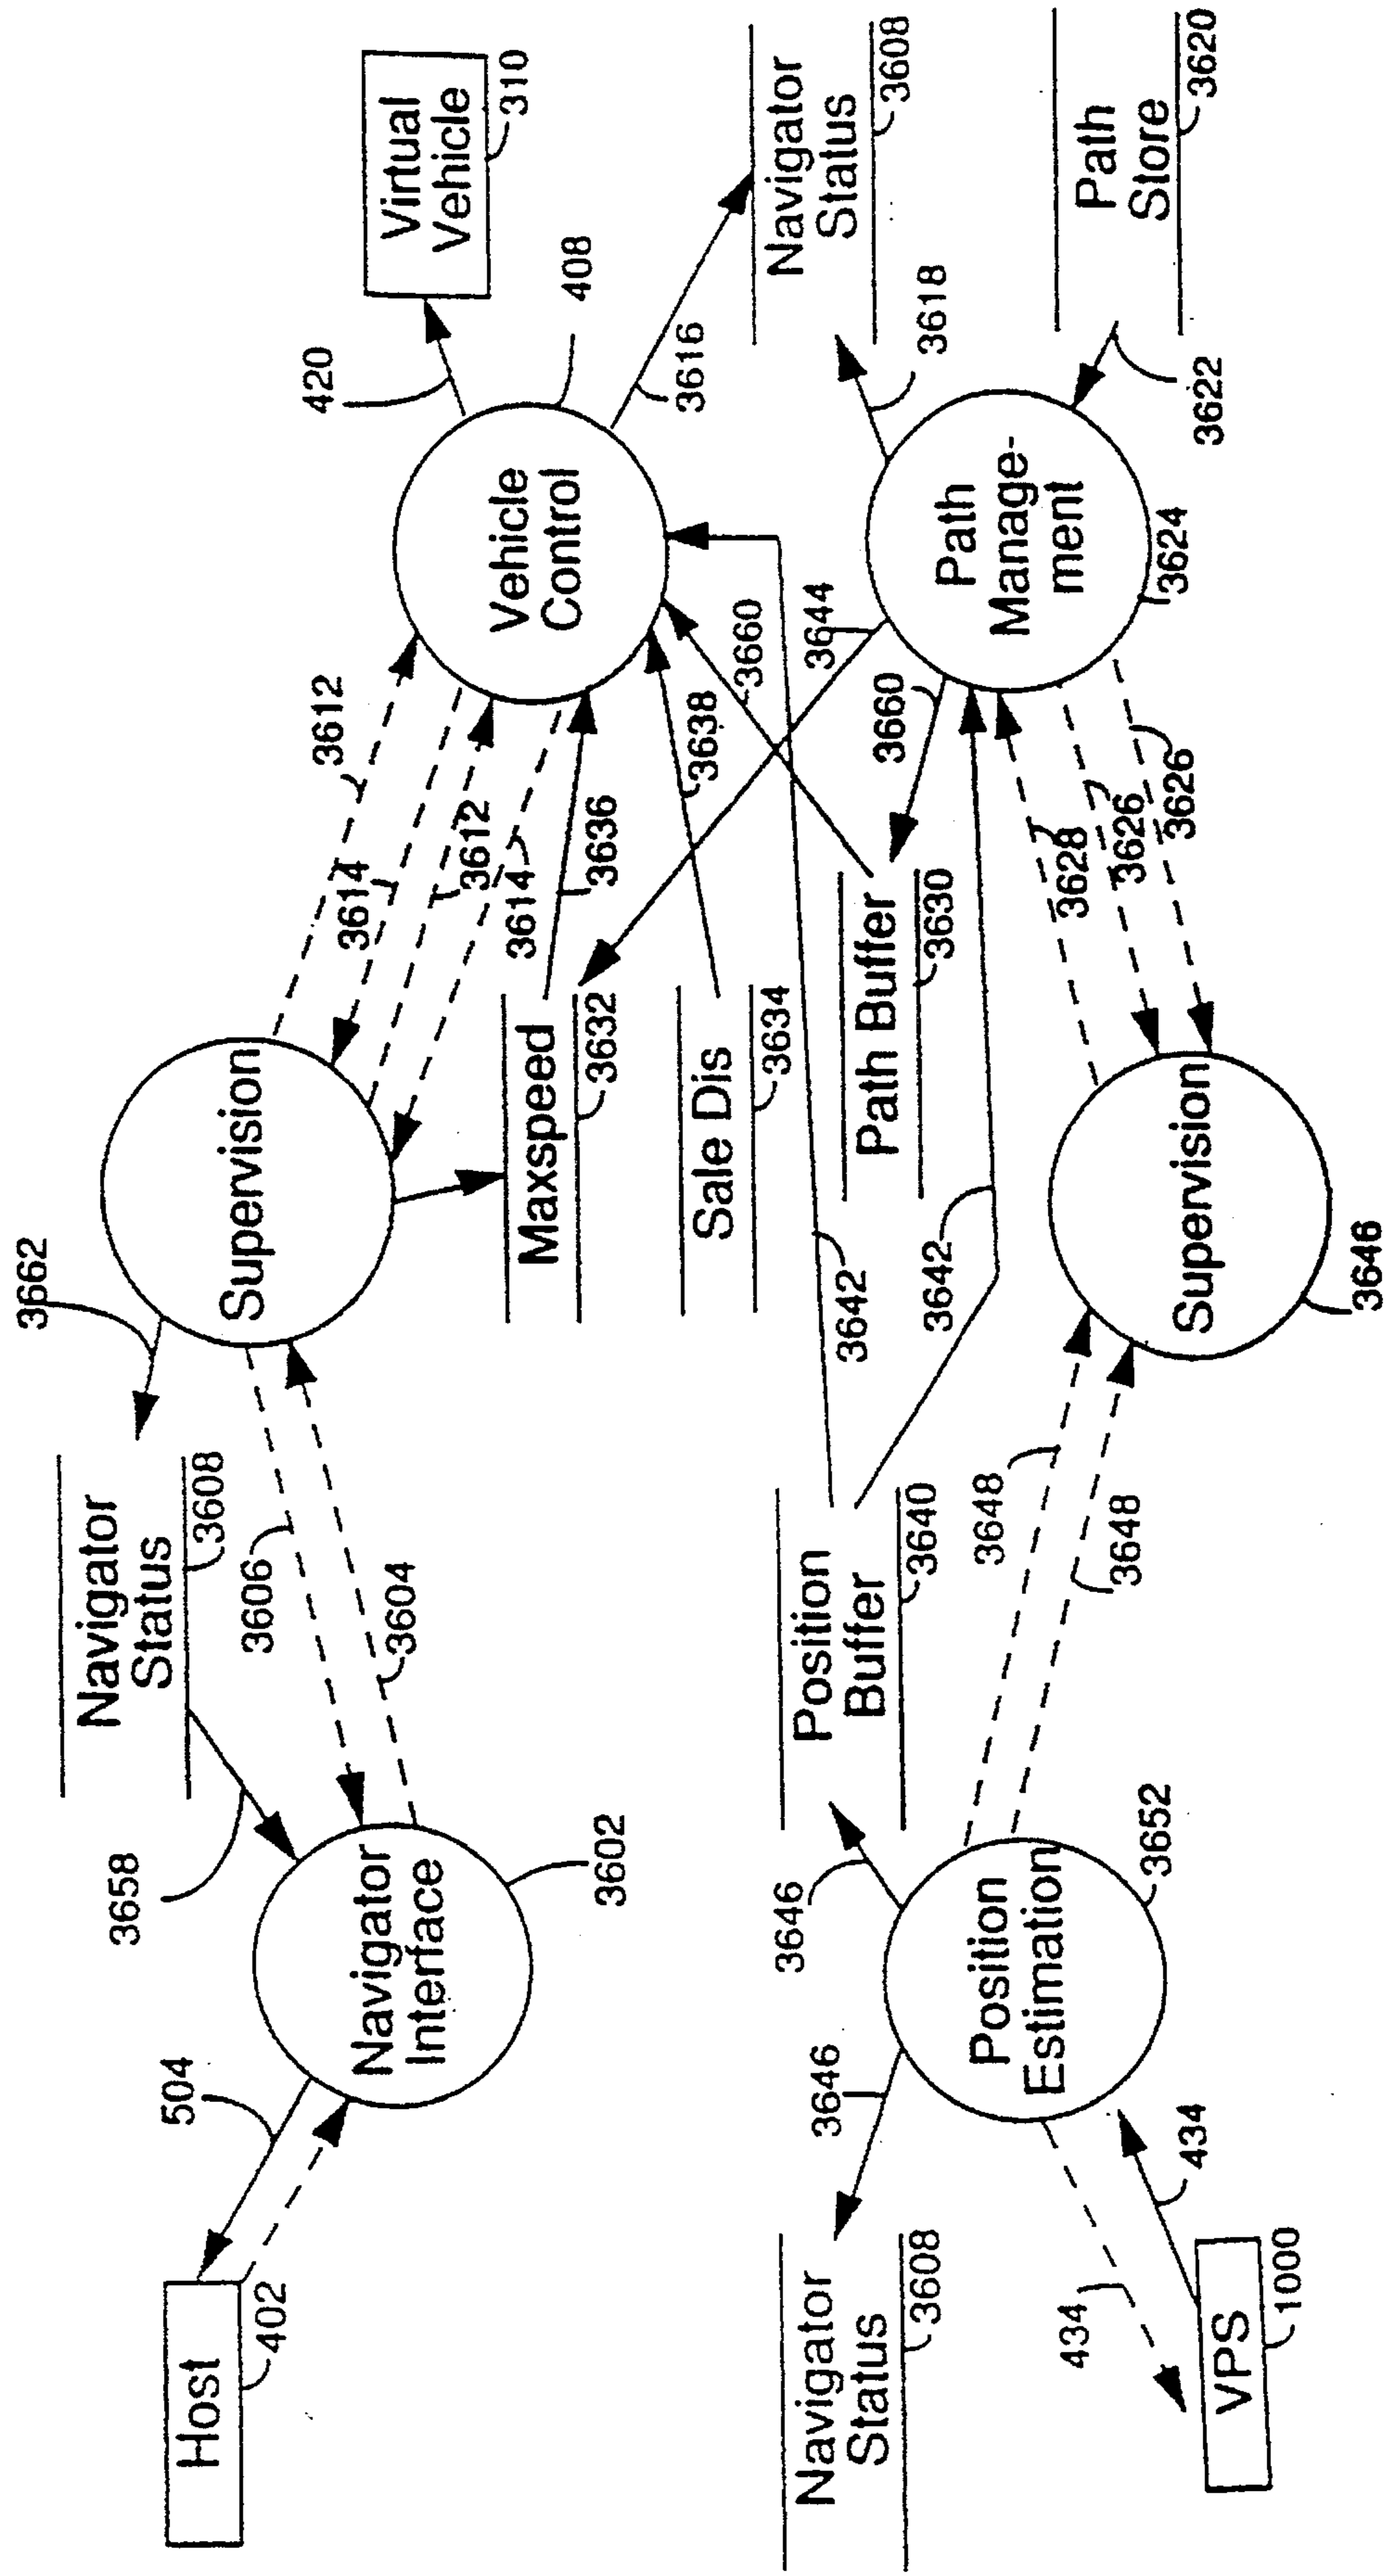 Host
402
504
Navigator
Interface
3602
3658
Navigator
Status
3608
3606
3604
3662
Supervision
3612
3614
3612
3614
Maxspeed
3632
3636
Sale Dis
3634
3638
Vehicle
Control
408
420
Virtual
Vehicle
310
3616
Navigator
Status
3608
3618
Path
Store
3620
3622
Path
Manage-
ment
3624
3644
3660
3660
Path Buffer
3630
3642
3642
3628
3626
3626
Supervision
3646
3648
3648
Position
Buffer
3640
3646
3646
Position
Estimation
3652
Navigator
Status
3608
434
434
VPS
1000